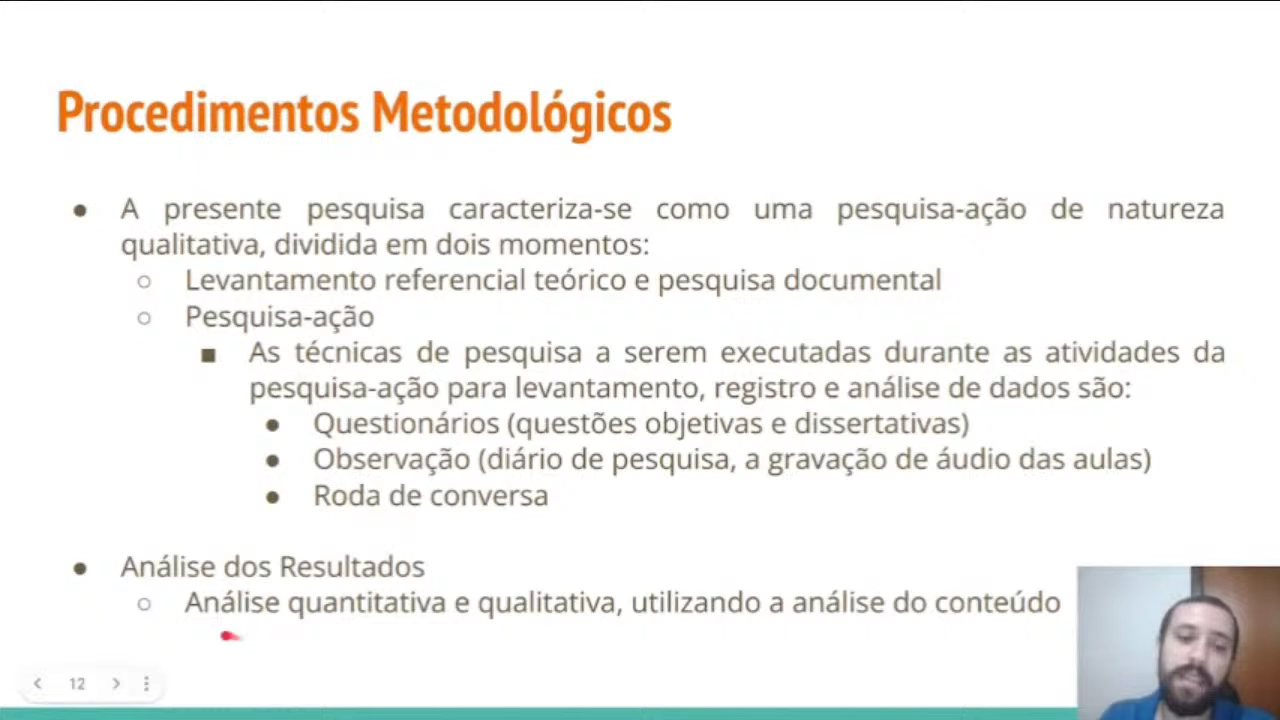 Procedimentos Metodológicos
● A presente pesquisa caracteriza-se como uma pesquisa-ação de natureza
qualitativa, dividida em dois momentos:
○ Levantamento referencial teórico e pesquisa documental
○ Pesquisa-ação
■ As técnicas de pesquisa a serem executadas durante as atividades da
pesquisa-ação para levantamento, registro e análise de dados são:
● Questionários (questões objetivas e dissertativas)
● Observação (diário de pesquisa, a gravação de áudio das aulas)
● Roda de conversa
● Análise dos Resultados
○ Análise quantitativa e qualitativa, utilizando a análise do conteúdo
12